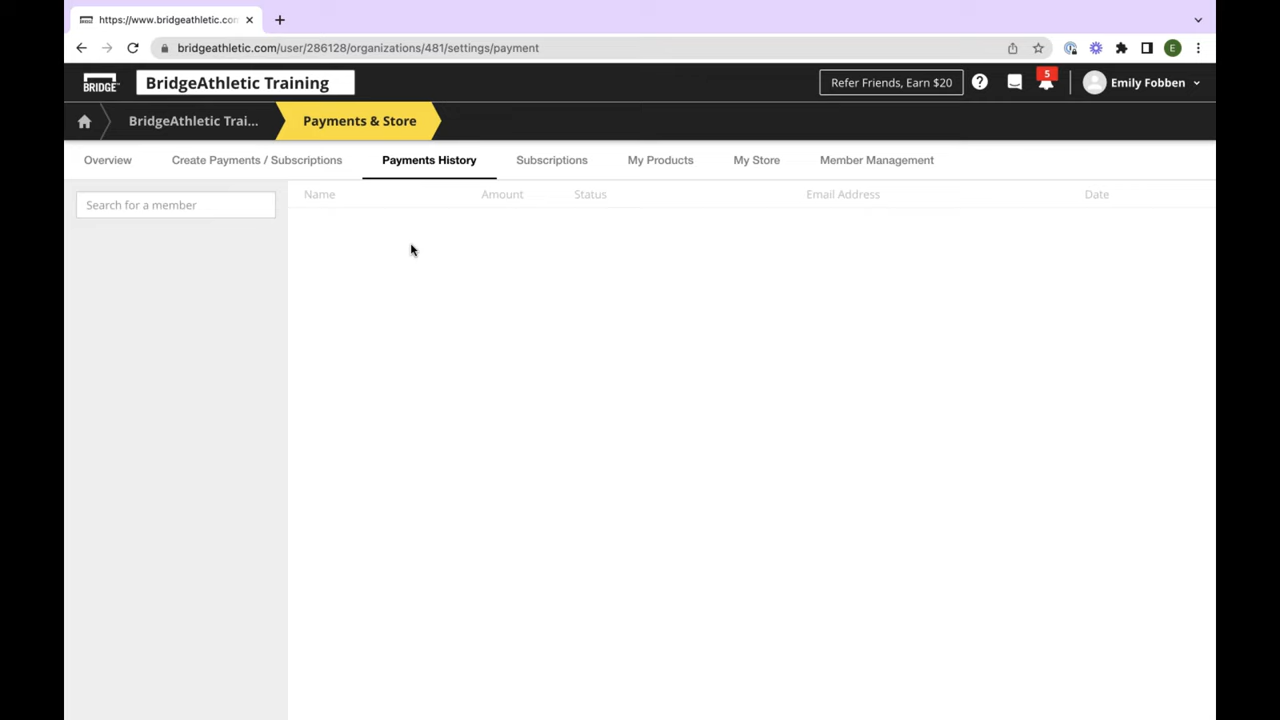 https://www.bridgeathletic.con
bridgeathletic.com/user/286128/organizations/481/settings/payment
E
BRIDGE
BridgeAthletic Training
Refer Friends, Earn $20
?
5
Emily Fobben
BridgeAthletic Trai...
Payments & Store
Overview
Create Payments / Subscriptions
Payments History
Subscriptions
My Products
My Store
Member Management
Search for a member
Name
Amount
Status
Email Address
Date